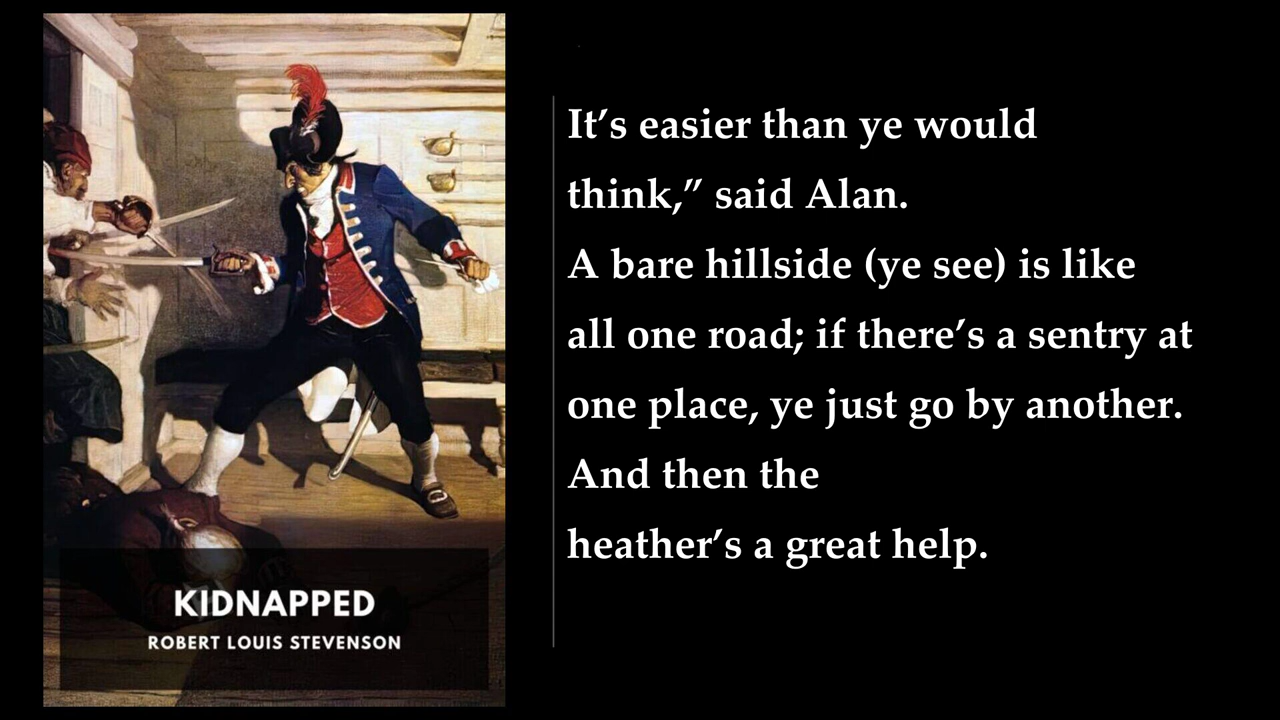 KIDNAPPED
ROBERT LOUIS STEVENSON
It’s easier than ye would
think,” said Alan.
A bare hillside (ye see) is like
all one road; if there’s a sentry at
one place, ye just go by another.
And then the
heather’s a great help.